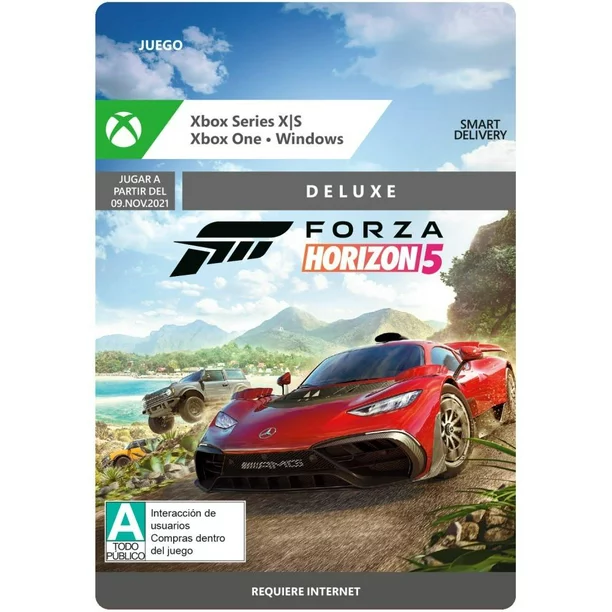 JUEGO
Xbox Series X|S
Xbox One • Windows
SMART
DELIVERY
JUGAR A
PARTIR DEL
09.NOV.2021
DELUXE
FORZA
HORIZON 5
AMG
A
TODO
PÚBLICO
Interacción de
usuarios
Compras dentro
del juego
REQUIERE INTERNET